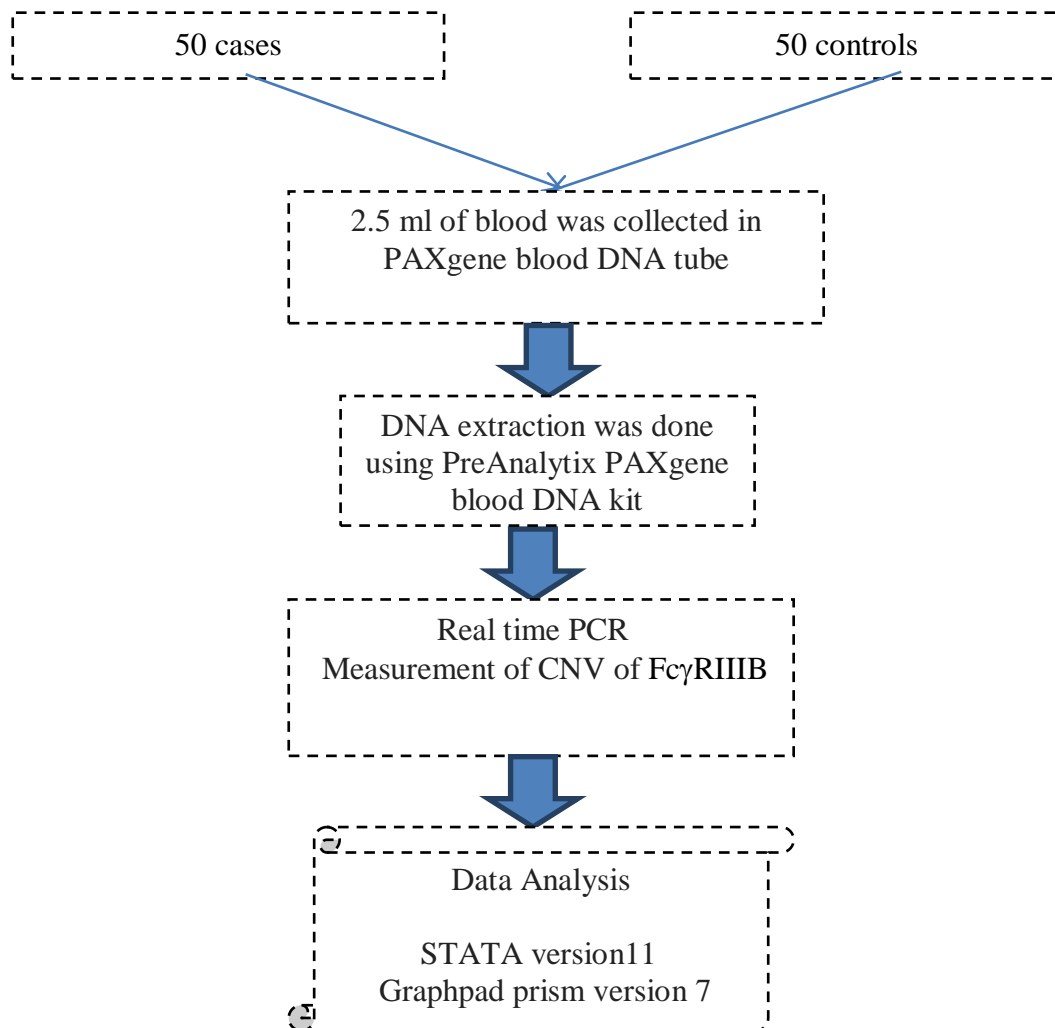 50 cases
50 controls
2.5 ml of blood was collected in
PAXgene blood DNA tube
DNA extraction was done
using PreAnalytix PAXgene
blood DNA kit
Real time PCR
Measurement of CNV of FcγRIIIB
Data Analysis
STATA version11
Graphpad prism version 7